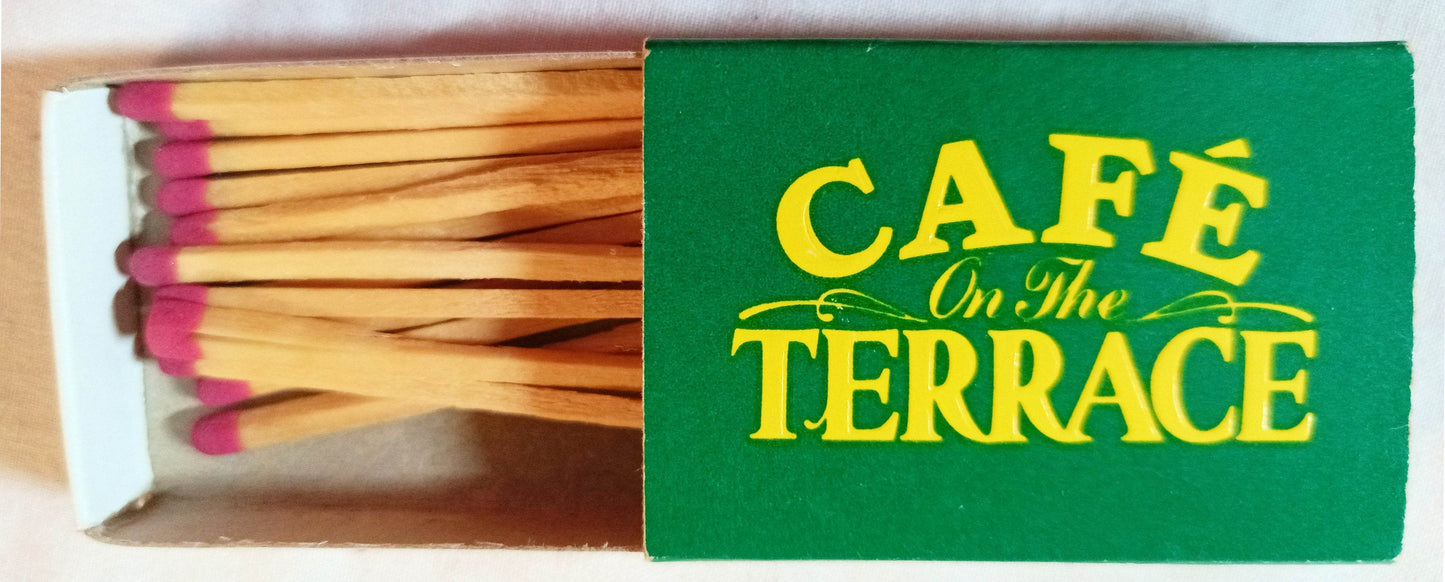 CAFÉ
On The
TERRACE